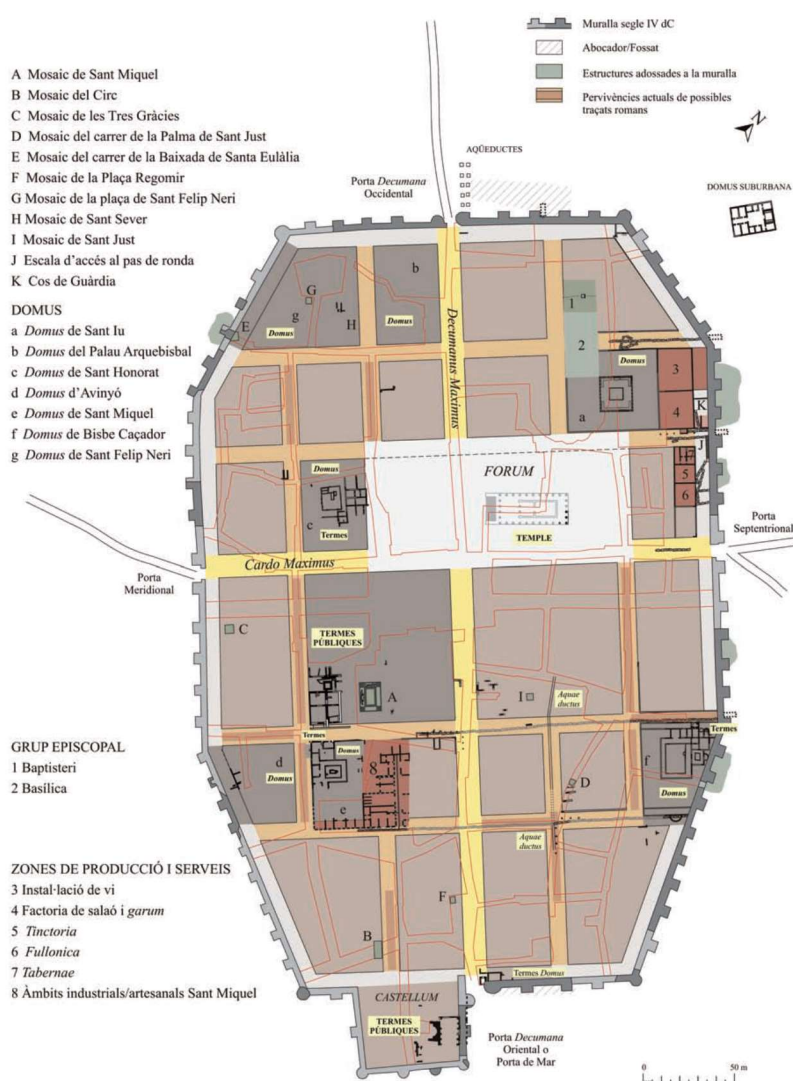 Muralla segle IV dC
Abocador/Fossat
Estructures adossades a la muralla
Pervivències actuals de possibles
traçats romans
N
A Mosaic de Sant Miquel
B Mosaic del Circ
C Mosaic de les Tres Gràcies
D Mosaic del carrer de la Palma de Sant Just
E Mosaic del carrer de la Baixada de Santa Eulàlia
F Mosaic de la Plaça Regomir
G Mosaic de la plaça de Sant Felip Neri
H Mosaic de Sant Sever
I Mosaic de Sant Just
J Escala d'accés al pas de ronda
K Cos de Guàrdia
DOMUS
a Domus de Sant Iu
b Domus del Palau Arquebisbal
c Domus de Sant Honorat
d Domus d'Avinyó
e Domus de Sant Miquel
f Domus de Bisbe Caçador
g Domus de Sant Felip Neri
GRUP EPISCOPAL
1 Baptisteri
2 Basílica
ZONES DE PRODUCCIÓ I SERVEIS
3 Instal·lació de vi
4 Factoria de salaó i garum
5 Tinctoria
6 Fullonica
7 Tabernae
8 Àmbits industrials/artesanals Sant Miquel
AQÜEDUCTES
Porta Decumana
Occidental
DOMUS SUBURBANA
b
G
g
H
E
Domus
Domus
Decumanus Maximus
1
2
Domus
3
4
K
a
J
7
5
6
Domus
c
Termes
FORUM
TEMPLE
Porta
Septentrional
Cardo Maximus
Porta
Meridional
C
TERMES
PÚBLIQUES
A
I
Aquae
ductus
Termes
Termes
d
Domus
Domus
8
e
D
f
Domus
Aquae
ductus
F
B
Termes Domus
CASTELLUM
TERMES
PÚBLIQUES
Porta Decumana
Oriental o
Porta de Mar
0 50 m